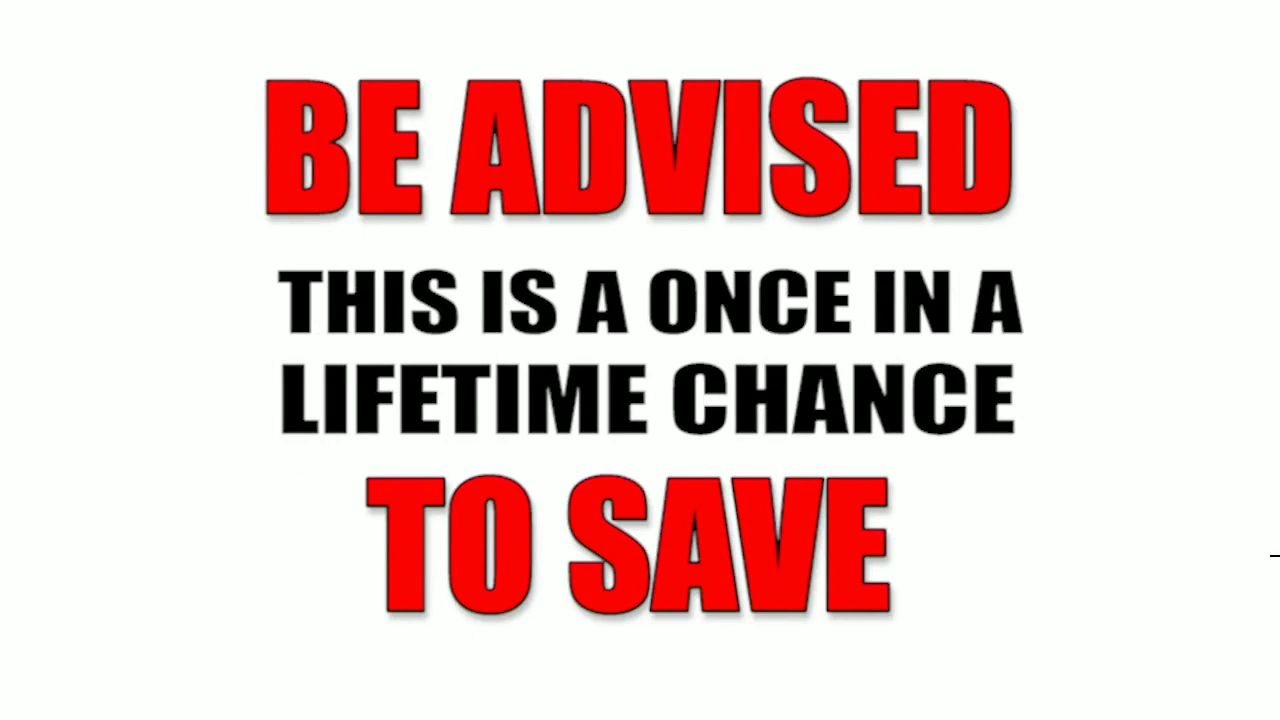 BE ADVISED
THIS IS A ONCE IN A
LIFETIME CHANCE
TO SAVE